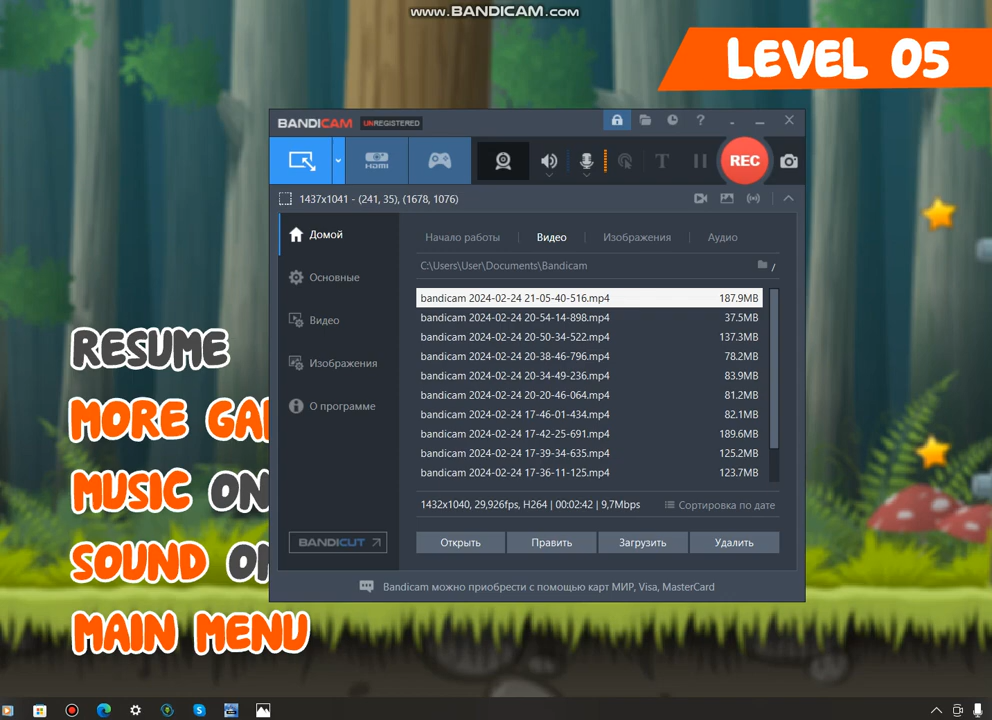 www.BANDICAM.com
LEVEL 05
BANDICAM UNREGISTERED
HDMI
REC
1437x1041 - (241, 35), (1678, 1076)
Домой
Основные
Видео
Изображения
О программе
BANDICUT
Начало работы
Видео
Изображения
Аудио
C:\Users\User\Documents\Bandicam
bandicam 2024-02-24 21-05-40-516.mp4 187.9MB
bandicam 2024-02-24 20-54-14-898.mp4 37.5MB
bandicam 2024-02-24 20-50-34-522.mp4 137.3MB
bandicam 2024-02-24 20-38-46-796.mp4 78.2MB
bandicam 2024-02-24 20-34-49-236.mp4 83.9MB
bandicam 2024-02-24 20-20-46-064.mp4 81.2MB
bandicam 2024-02-24 17-46-01-434.mp4 82.1MB
bandicam 2024-02-24 17-42-25-691.mp4 189.6MB
bandicam 2024-02-24 17-39-34-635.mp4 125.2MB
bandicam 2024-02-24 17-36-11-125.mp4 123.7MB
1432x1040, 29,926fps, H264 | 00:02:42 | 9,7Mbps
Сортировка по дате
Открыть
Править
Загрузить
Удалить
Bandicam можно приобрести с помощью карт МИР, Visa, MasterCard
RESUME
MORE GA
MUSIC ON
SOUND ON
MAIN MENU